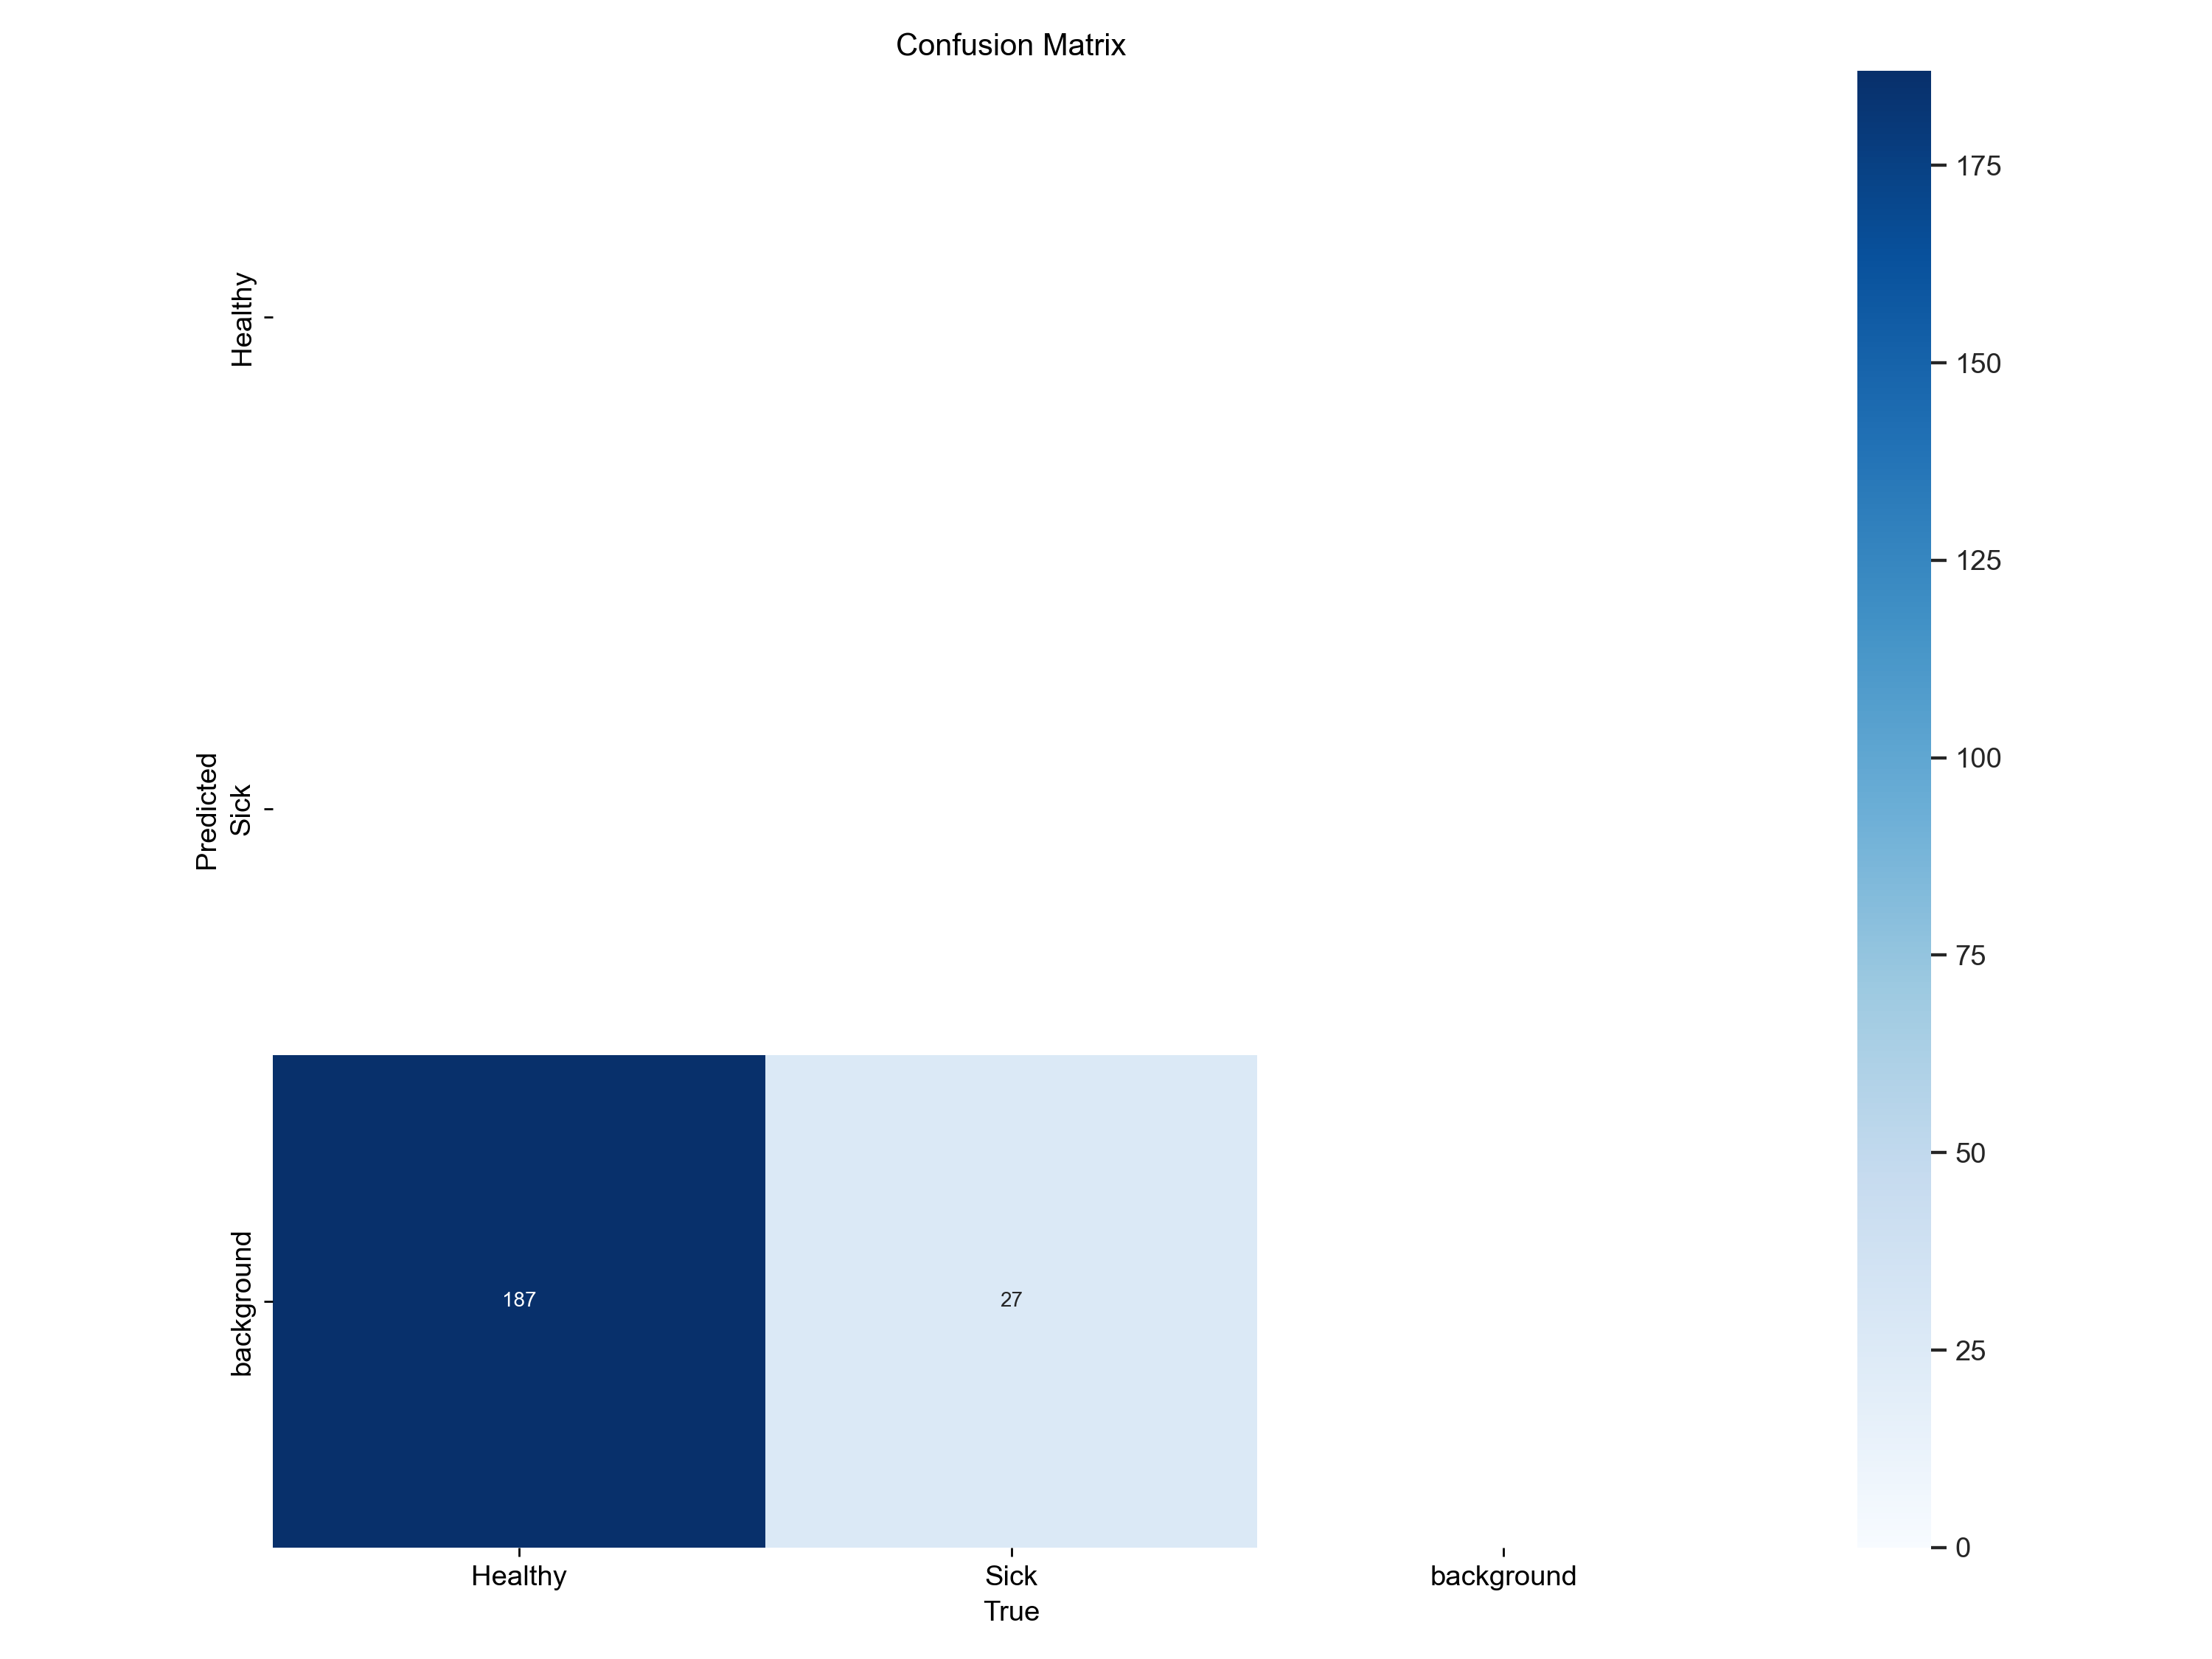 Confusion Matrix
Predicted
Healthy
Sick
background
187
27
Healthy
Sick
background
True
175
150
125
100
75
50
25
0